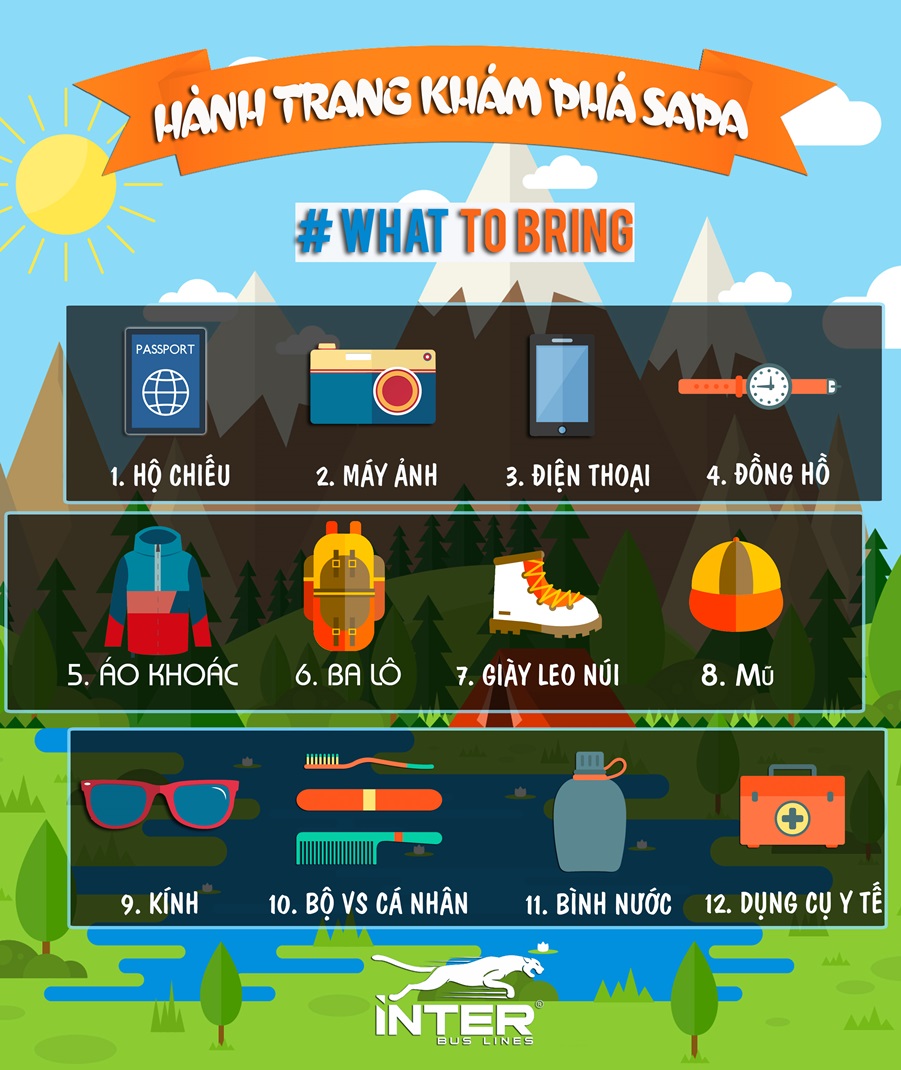 HÀNH TRANG KHÁM PHÁ SAPA
# WHAT TO BRING
PASSPORT
1. HỘ CHIẾU
2. MÁY ẢNH
3. ĐIỆN THOẠI
4. ĐỒNG HỒ
5. ÁO KHOÁC
6. BA LÔ
7. GIÀY LEO NÚI
8. Mũ
9. KÍNH
10. BỘ VS CÁ NHÂN
11. BÌNH NƯỚC
12. DỤNG CỤ Y TẾ
INTER®
BUS LINES